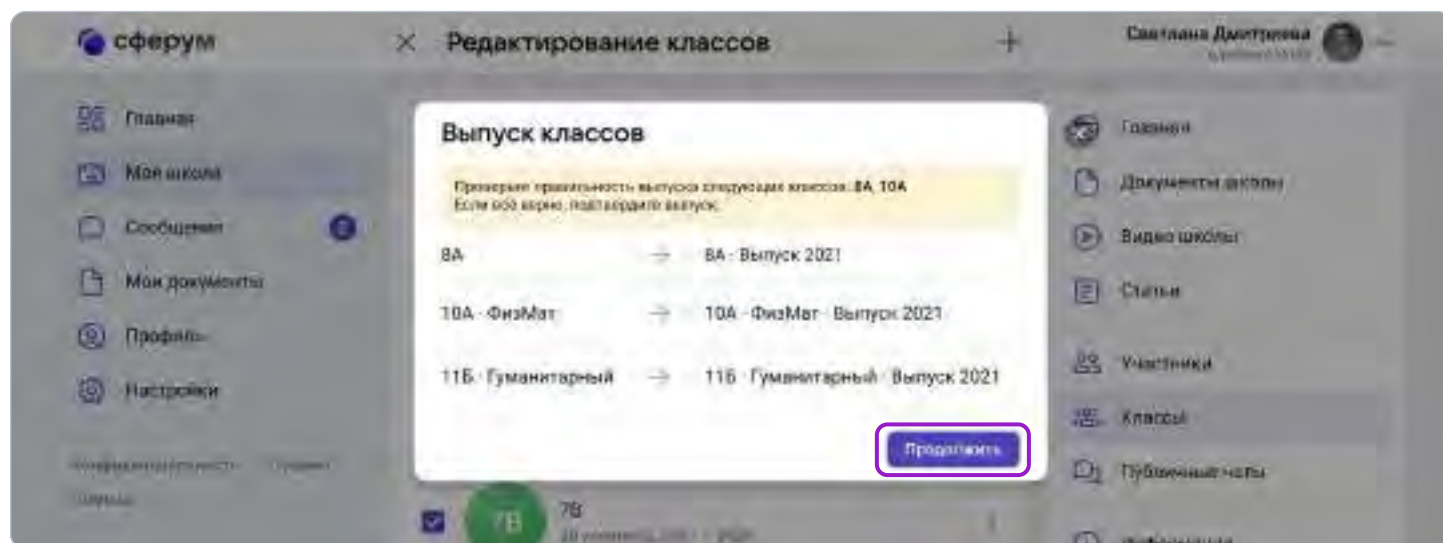 сферум
Редактирование классов
Светлана Дмитриева
Главная
Моя школа
Сообщения
2
Мои документы
Профиль
Настройки
Выпуск классов
Проверьте правильность выпуска следующих классов: 8А, 10А
Если всё верно, подтвердите выпуск.
8А → 8А · Выпуск 2021
10А · ФизМат → 10А · ФизМат · Выпуск 2021
11Б · Гуманитарный → 11Б · Гуманитарный · Выпуск 2021
Продолжить
7В
7В
Главная
Документы школы
Видео школы
Статьи
Участники
Классы
Публичные чаты